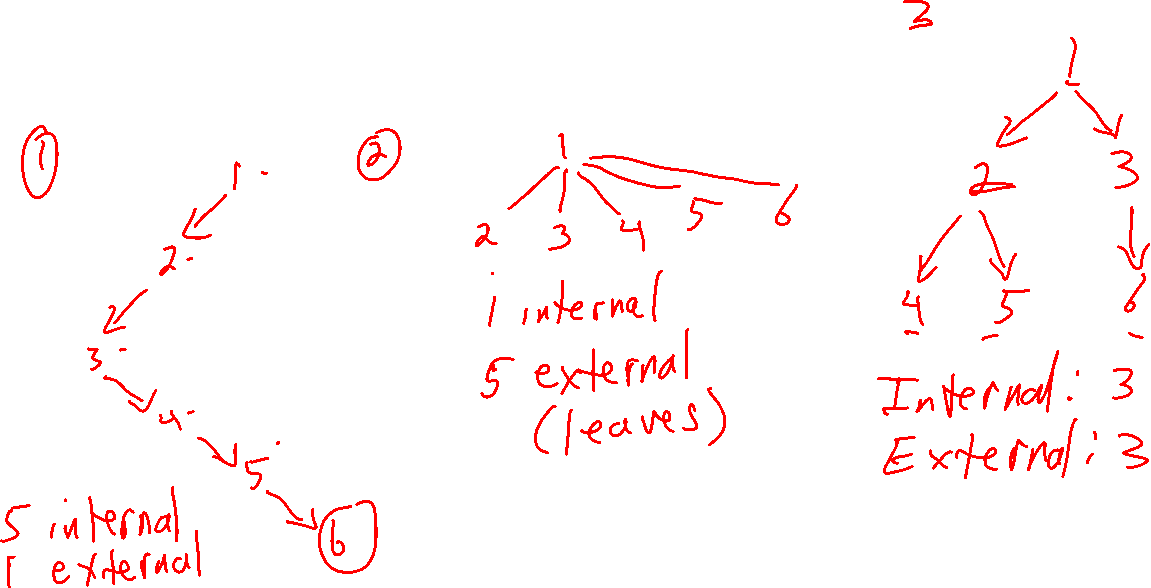 1
1
2
3
4
5
6
5 internal
1 external
2
1
2 3 4 5 6
1 internal
5 external
(leaves)
3
1
2 3
4 5 6
Internal: 3
External: 3